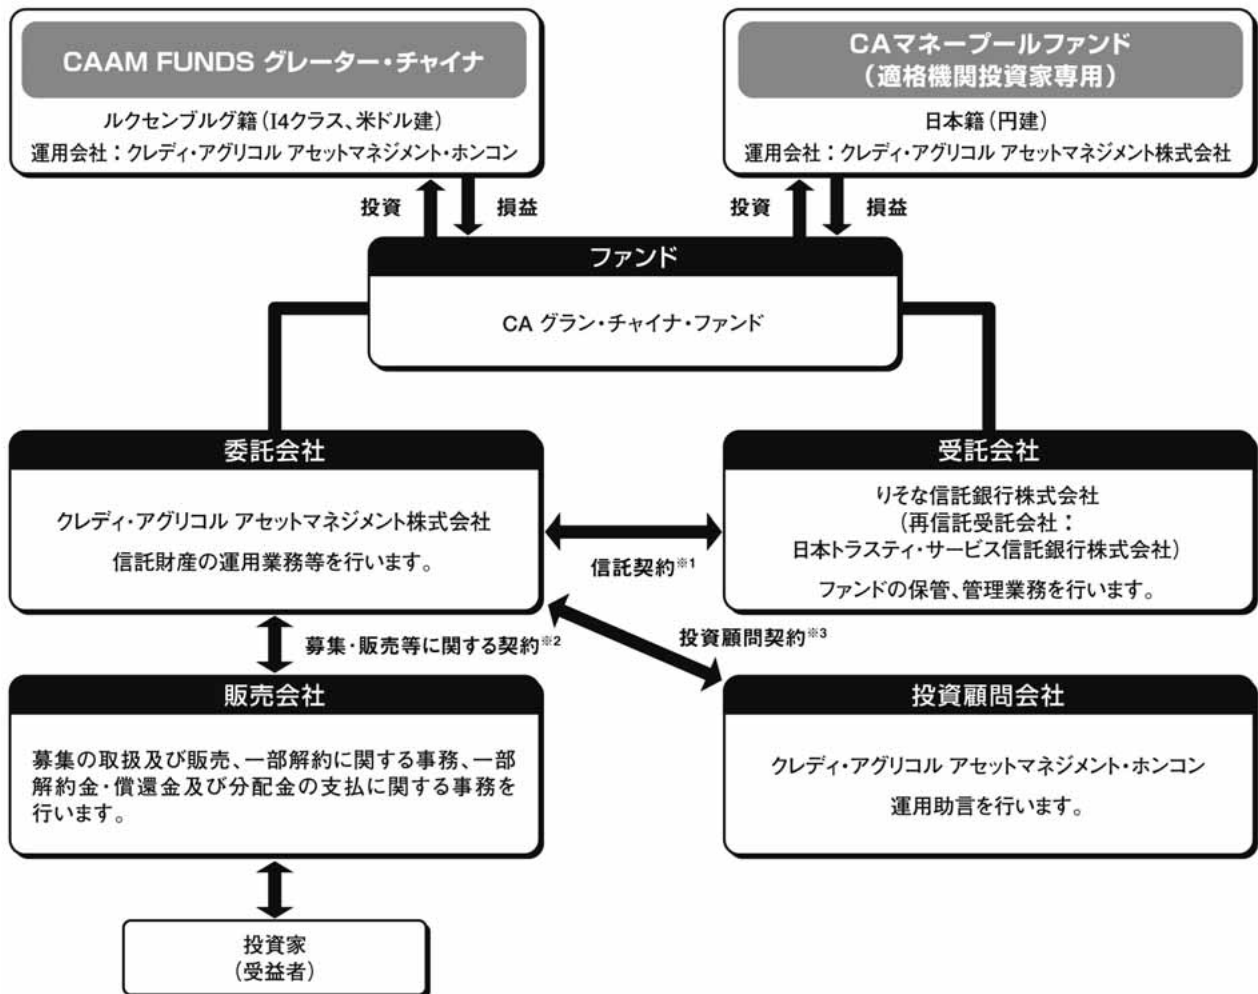 CAAM FUNDS グレーター・チャイナ
ルクセンブルグ籍（I4クラス、米ドル建）
運用会社：クレディ・アグリコル アセットマネジメント・ホンコン
CAマネープールファンド
（適格機関投資家専用）
日本籍（円建）
運用会社：クレディ・アグリコル アセットマネジメント株式会社
投資
損益
投資
損益
ファンド
CA グラン・チャイナ・ファンド
委託会社
クレディ・アグリコル アセットマネジメント株式会社
信託財産の運用業務等を行います。
信託契約※1
受託会社
りそな信託銀行株式会社
（再信託受託会社：
日本トラスティ・サービス信託銀行株式会社）
ファンドの保管、管理業務を行います。
募集・販売等に関する契約※2
投資顧問契約※3
販売会社
募集の取扱及び販売、一部解約に関する事務、一部
解約金・償還金及び分配金の支払に関する事務を
行います。
投資顧問会社
クレディ・アグリコル アセットマネジメント・ホンコン
運用助言を行います。
投資家
（受益者）